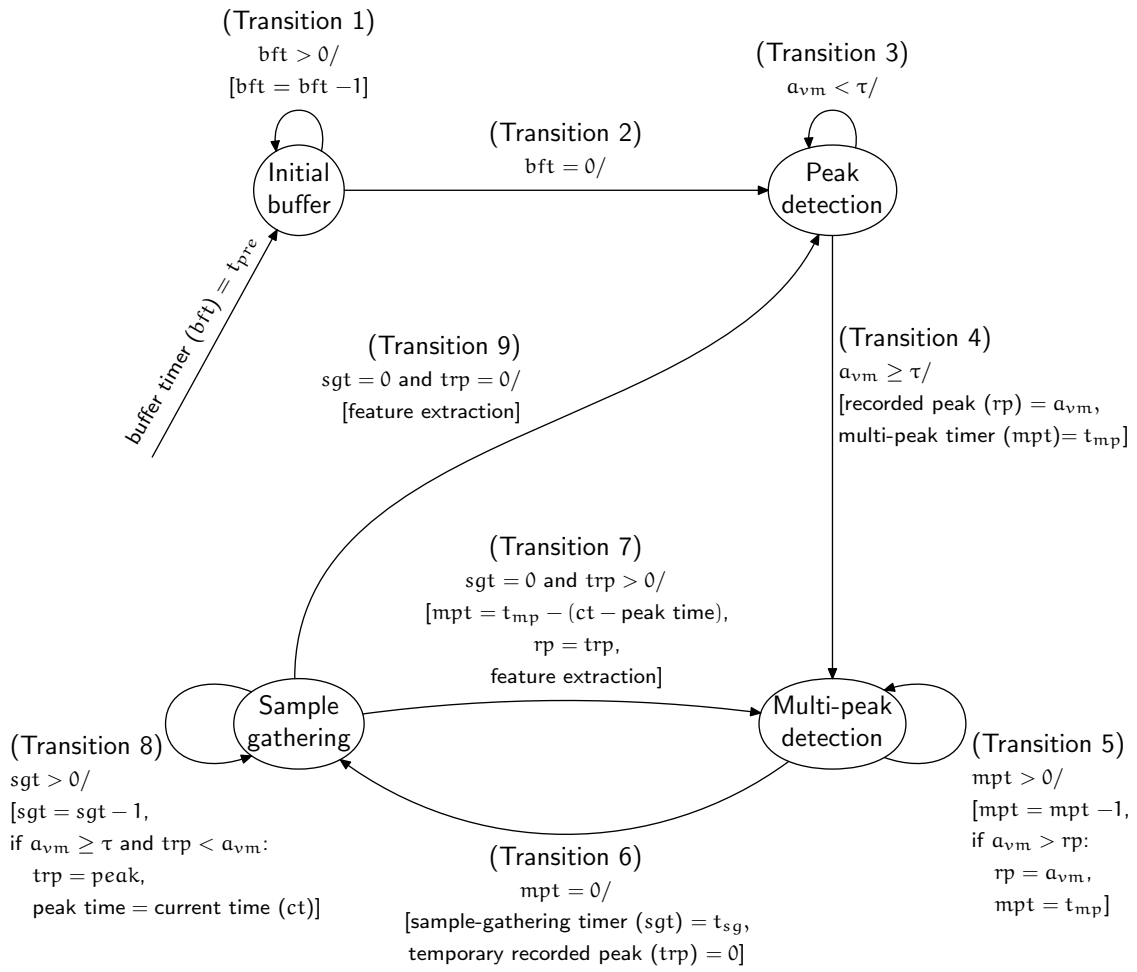 (Transition 1)
bft > 0/
[bft = bft −1]
(Transition 3)
a_vm < τ/
(Transition 2)
bft = 0/
Initial
buffer
Peak
detection
buffer timer (bft) = t_pre
(Transition 9)
sgt = 0 and trp = 0/
[feature extraction]
(Transition 4)
a_vm ≥ τ/
[recorded peak (rp) = a_vm,
multi-peak timer (mpt)= t_mp]
(Transition 7)
sgt = 0 and trp > 0/
[mpt = t_mp − (ct − peak time),
rp = trp,
feature extraction]
Sample
gathering
Multi-peak
detection
(Transition 8)
sgt > 0/
[sgt = sgt − 1,
if a_vm ≥ τ and trp < a_vm:
trp = peak,
peak time = current time (ct)]
(Transition 5)
mpt > 0/
[mpt = mpt −1,
if a_vm > rp:
rp = a_vm,
mpt = t_mp]
(Transition 6)
mpt = 0/
[sample-gathering timer (sgt) = t_sg,
temporary recorded peak (trp) = 0]